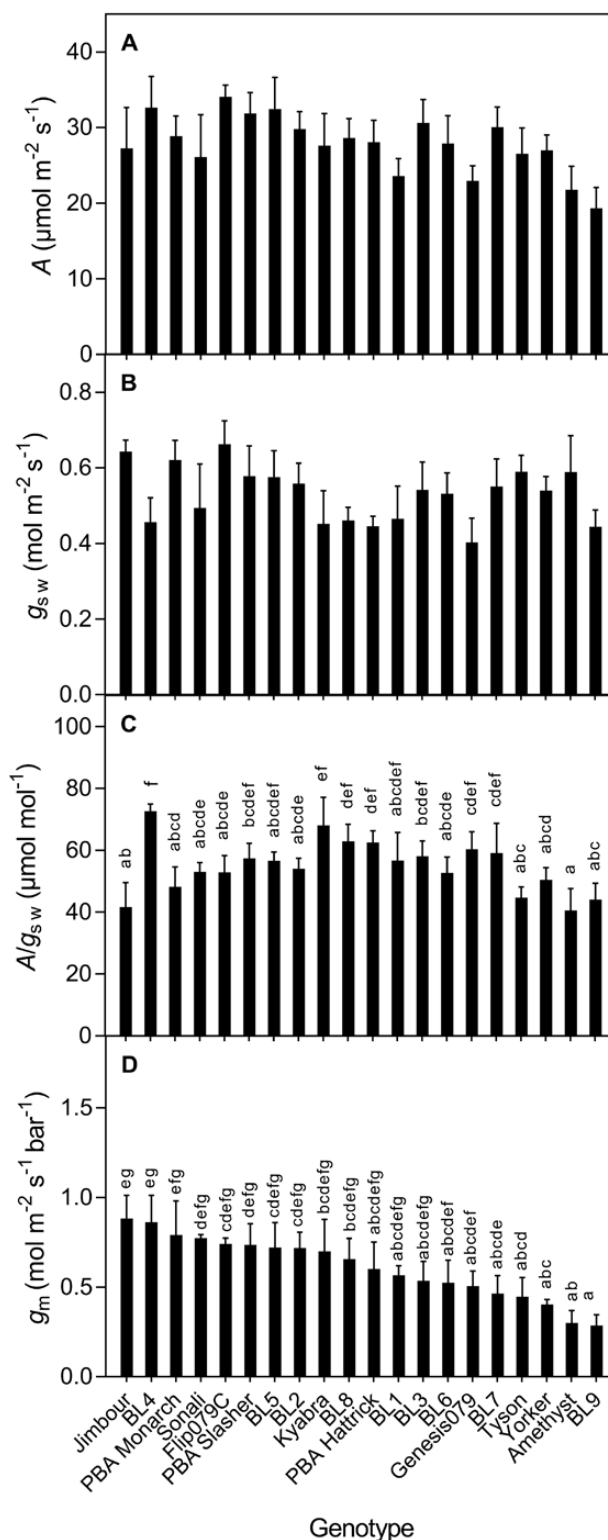 A
40
30
20
10
0
A (µmol m⁻² s⁻¹)
B
0.8
0.6
0.4
0.2
0.0
gₛw (mol m⁻² s⁻¹)
C
100
80
60
40
20
0
A/gₛw (µmol mol⁻¹)
ab
f
abcd
abcde
abcde
bcdef
abcdef
abcde
ef
def
def
abcdef
bcdef
abcde
cdef
cdef
abc
abcd
a
abc
D
1.5
1.0
0.5
0.0
gₘ (mol m⁻² s⁻¹ bar⁻¹)
eg
eg
efg
defg
cdefg
defg
cdefg
cdefg
bcdefg
bcdefg
abcdefg
abcdefg
abcdefg
abcdef
abcdef
abcde
abcd
abc
ab
a
Jimbour
BL4
PBA Monarch
Sonali
Flip079C
PBA Slasher
BL5
BL2
Kyabra
BL8
PBA Hattrick
BL1
BL3
BL6
Genesis079
BL7
Tyson
Yorker
Amethyst
BL9
Genotype